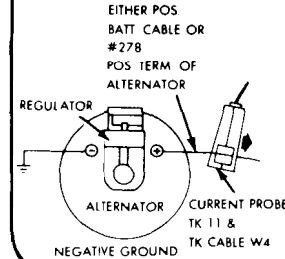 EITHER POS.
BATT CABLE OR
#278
POS TERM OF
ALTERNATOR
REGULATOR
ALTERNATOR
CURRENT PROBE
TK 11 &
TK CABLE W4
NEGATIVE GROUND